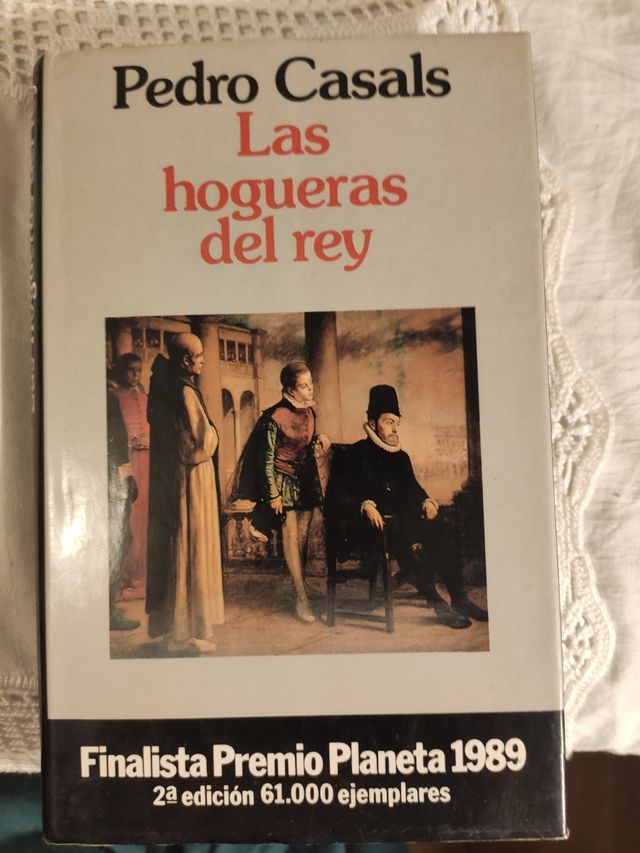 Pedro Casals
Las
hogueras
del rey
Finalista Premio Planeta 1989
2ª edición 61.000 ejemplares